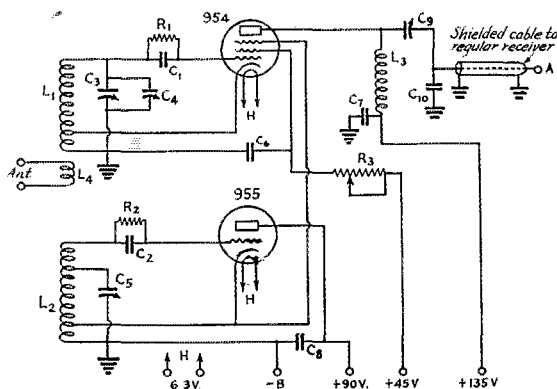 954
R1
C1
C9
Shielded cable to
regular receiver
A
L3
C3
C4
L1
C10
H
C7
C6
Ant
L4
R3
R2
955
C2
L2
C5
H
C8
H
6 3V.
-B
+90V.
+45V
+135V